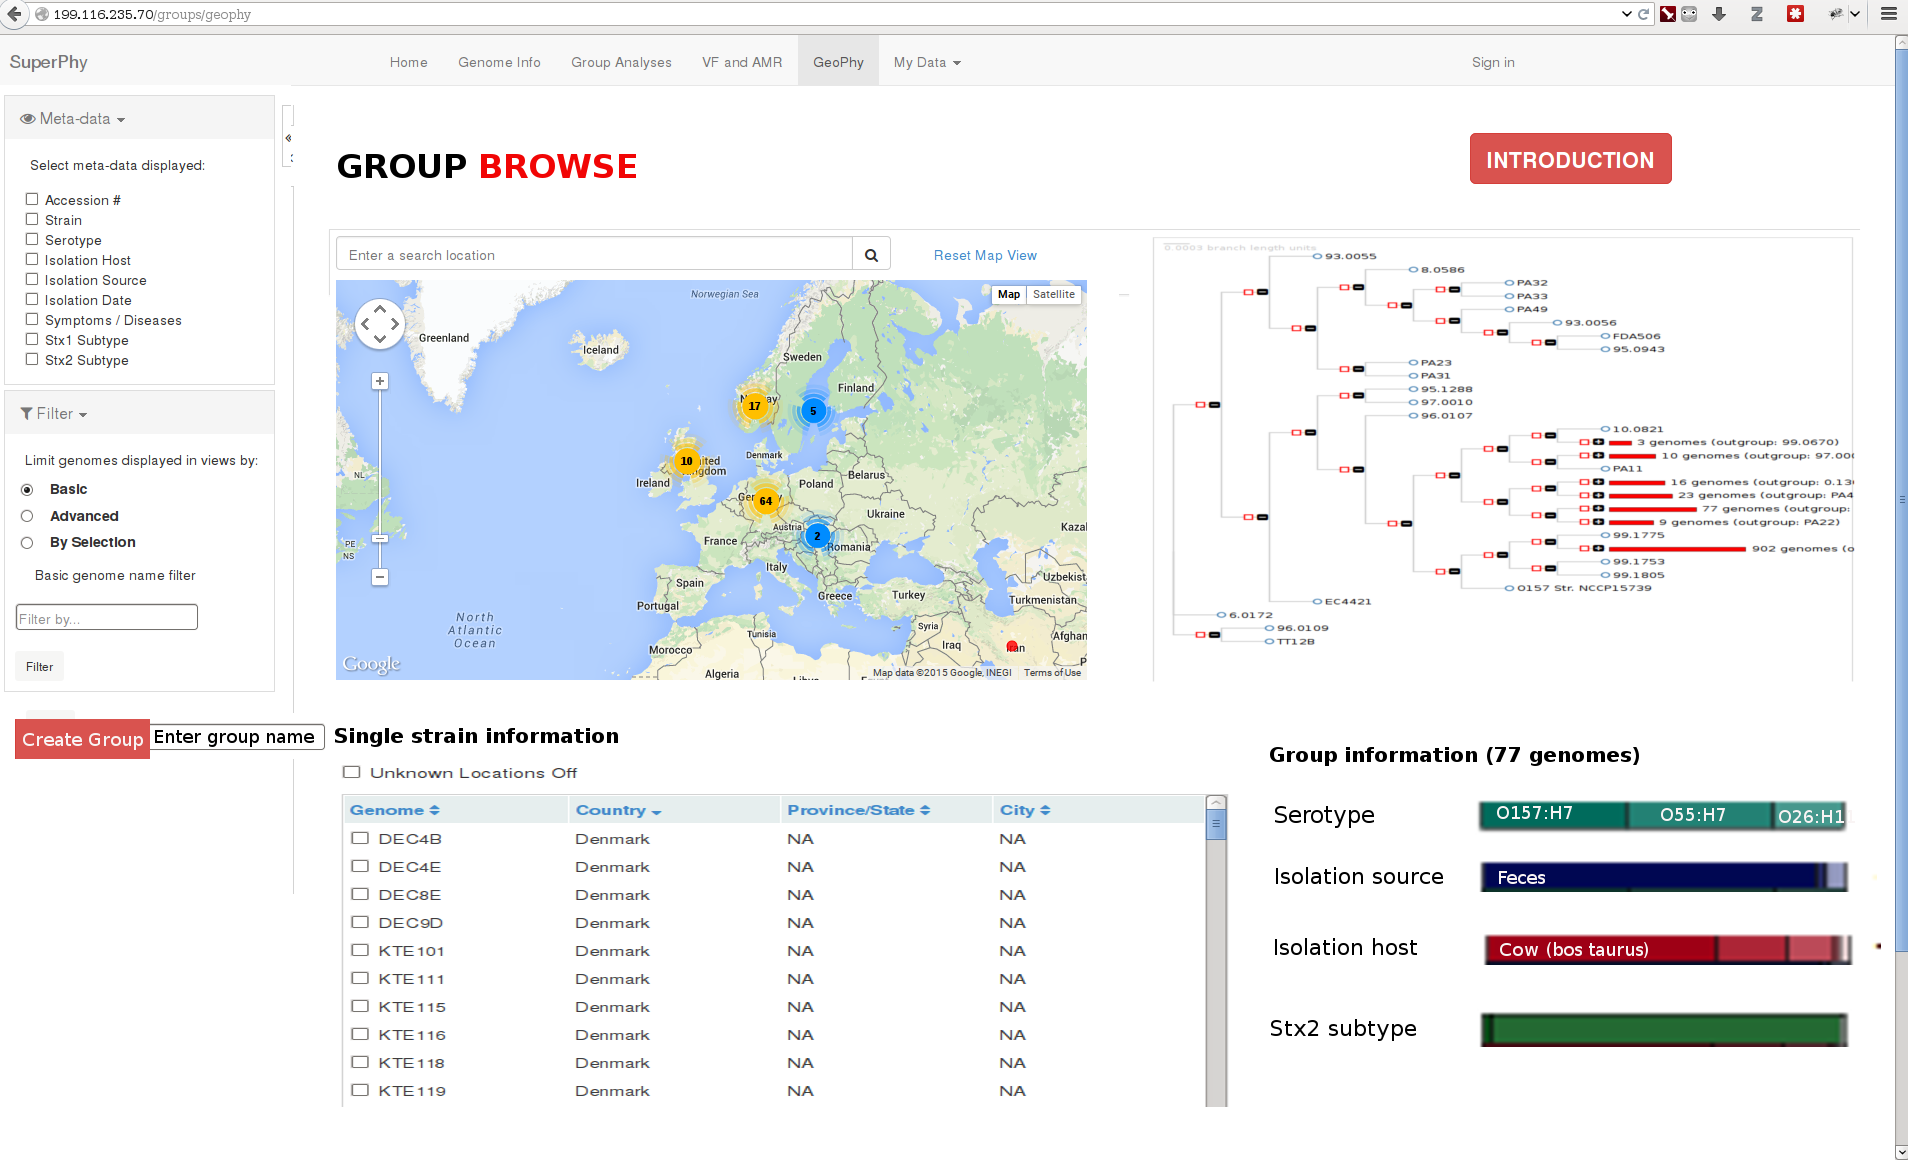 199.116.235.70/groups/geophy
SuperPhy
Home
Genome Info
Group Analyses
VF and AMR
GeoPhy
My Data
Sign in
Meta-data
Select meta-data displayed:
Accession #
Strain
Serotype
Isolation Host
Isolation Source
Isolation Date
Symptoms / Diseases
Stx1 Subtype
Stx2 Subtype
Filter
Limit genomes displayed in views by:
Basic
Advanced
By Selection
Basic genome name filter
Filter by...
Filter
Create Group
Enter group name
GROUP BROWSE
INTRODUCTION
Enter a search location
Reset Map View
Map
Satellite
Norwegian Sea
Greenland
Iceland
Sweden
Finland
17
5
10
United
Kingdom
Denmark
Ireland
64
Poland
Belarus
Ukraine
Austria
2
France
Romania
Italy
Spain
Portugal
Greece
Turkey
Kazak
Uzbekist
Turkmenistan
Syria
Iraq
Iran
Afghan
Tunisia
Morocco
Algeria
NL
PE
NS
North
Atlantic
Ocean
Google
Map data ©2015 Google, INEGI
Terms of Use
0.0003 branch length units
93.0055
8.0586
PA32
PA33
PA49
93.0056
FDA506
95.0943
PA23
PA31
95.1288
97.0010
96.0107
10.0821
3 genomes (outgroup: 99.0670)
10 genomes (outgroup: 97.00
PA11
16 genomes (outgroup: 0.13
23 genomes (outgroup: PA4
77 genomes (outgroup:
9 genomes (outgroup: PA22)
99.1775
902 genomes (o
99.1753
99.1805
O157 Str. NCCP15739
EC4421
6.0172
96.0109
TT12B
Single strain information
Unknown Locations Off
Genome Country Province/State City
DEC4B Denmark NA NA
DEC4E Denmark NA NA
DEC8E Denmark NA NA
DEC9D Denmark NA NA
KTE101 Denmark NA NA
KTE111 Denmark NA NA
KTE115 Denmark NA NA
KTE116 Denmark NA NA
KTE118 Denmark NA NA
KTE119 Denmark NA NA
Group information (77 genomes)
Serotype
O157:H7
O55:H7
O26:H11
Isolation source
Feces
Isolation host
Cow (bos taurus)
Stx2 subtype